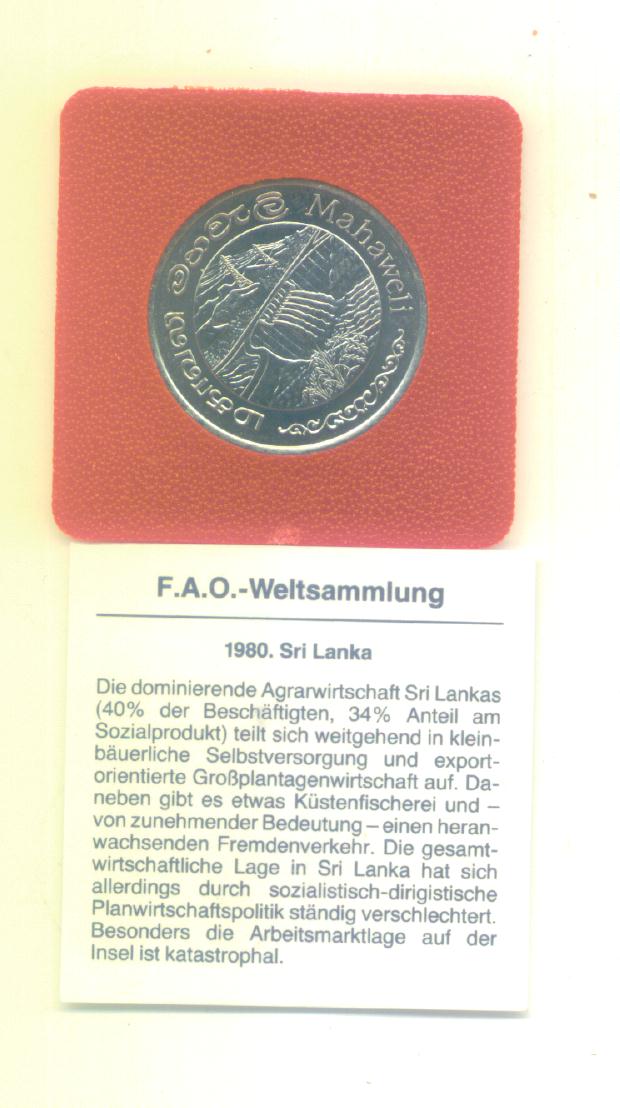 මහවැලි Mahaweli
F.A.O.-Weltsammlung
1980. Sri Lanka
Die dominierende Agrarwirtschaft Sri Lankas
(40% der Beschäftigten, 34% Anteil am
Sozialprodukt) teilt sich weitgehend in klein-
bäuerliche Selbstversorgung und export-
orientierte Großplantagenwirtschaft auf. Da-
neben gibt es etwas Küstenfischerei und –
von zunehmender Bedeutung – einen heran-
wachsenden Fremdenverkehr. Die gesamt-
wirtschaftliche Lage in Sri Lanka hat sich
allerdings durch sozialistisch-dirigistische
Planwirtschaftspolitik ständig verschlechtert.
Besonders die Arbeitsmarktlage auf der
Insel ist katastrophal.